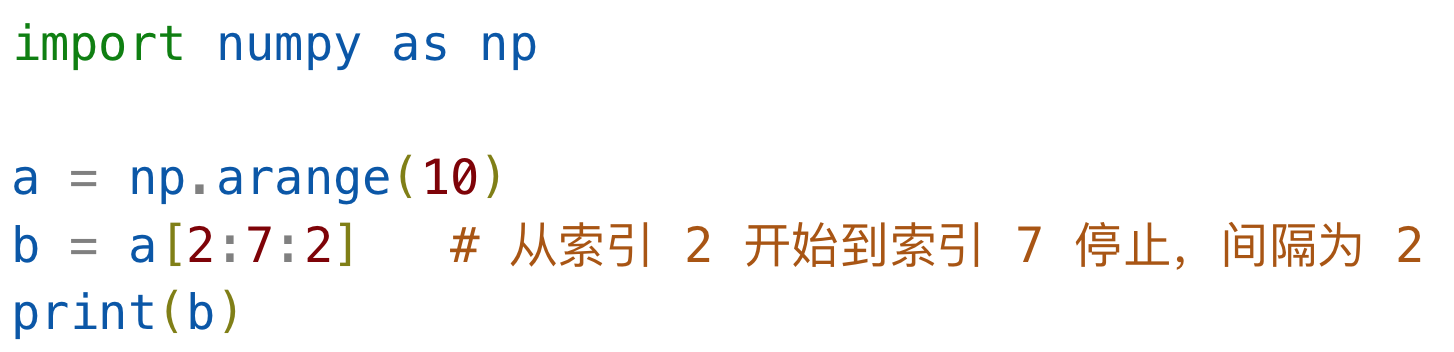 import numpy as np
a = np.arange(10)
b = a[2:7:2]   # 从索引 2 开始到索引 7 停止，间隔为 2
print(b)